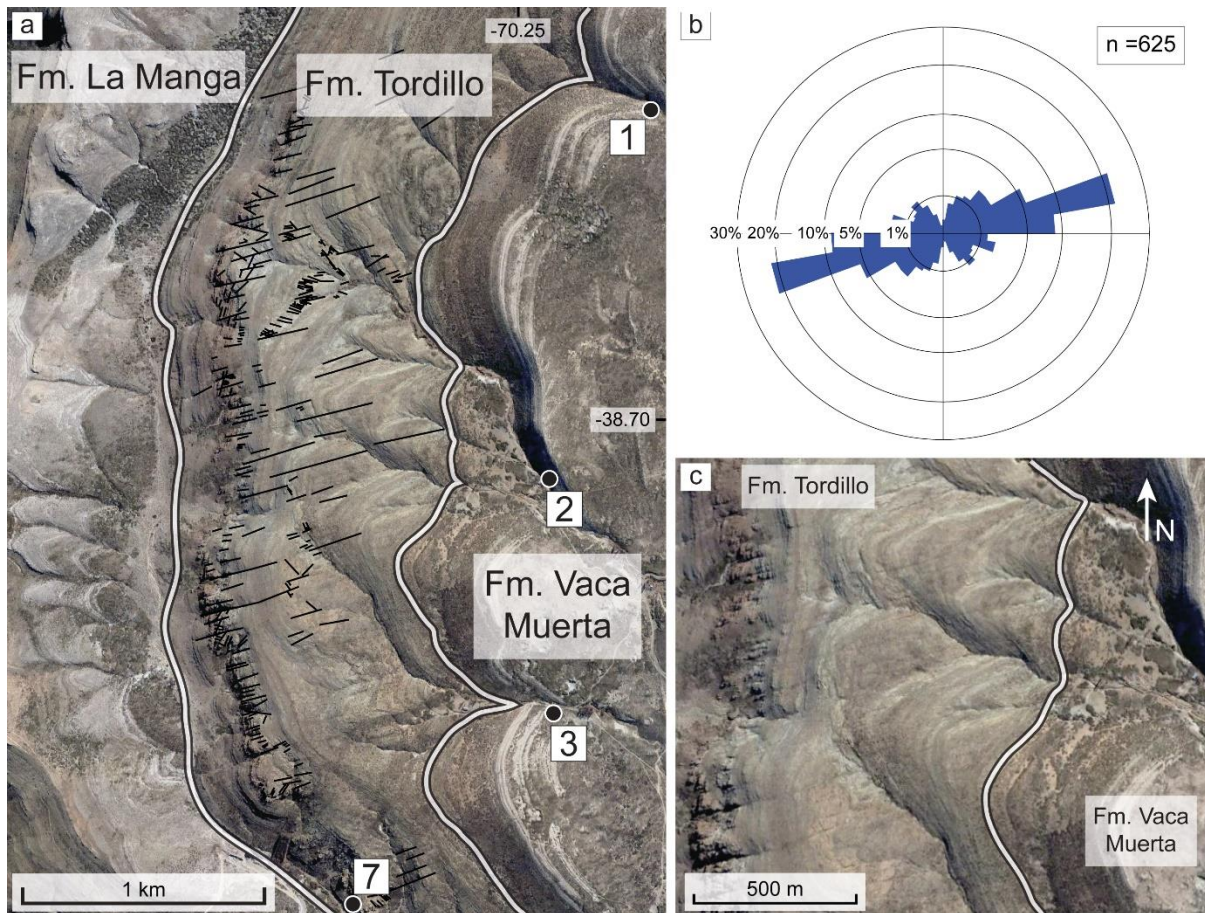 a
-70.25
Fm. La Manga
Fm. Tordillo
1
-38.70
2
Fm. Vaca
Muerta
3
7
1 km
b
n =625
30% 20% 10% 5% 1%
c
Fm. Tordillo
N
Fm. Vaca
Muerta
500 m